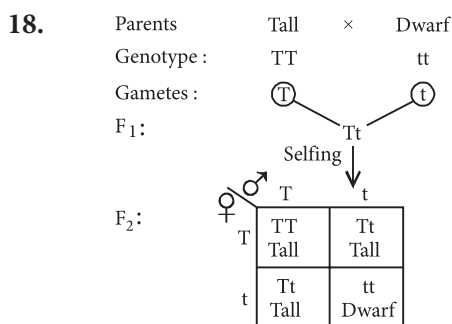 18. Parents Tall × Dwarf
Genotype : TT tt
Gametes : T t
F₁: Tt
Selfing
♂ T t
F₂: ♀
T TT Tt
Tall Tall
t Tt tt
Tall Dwarf